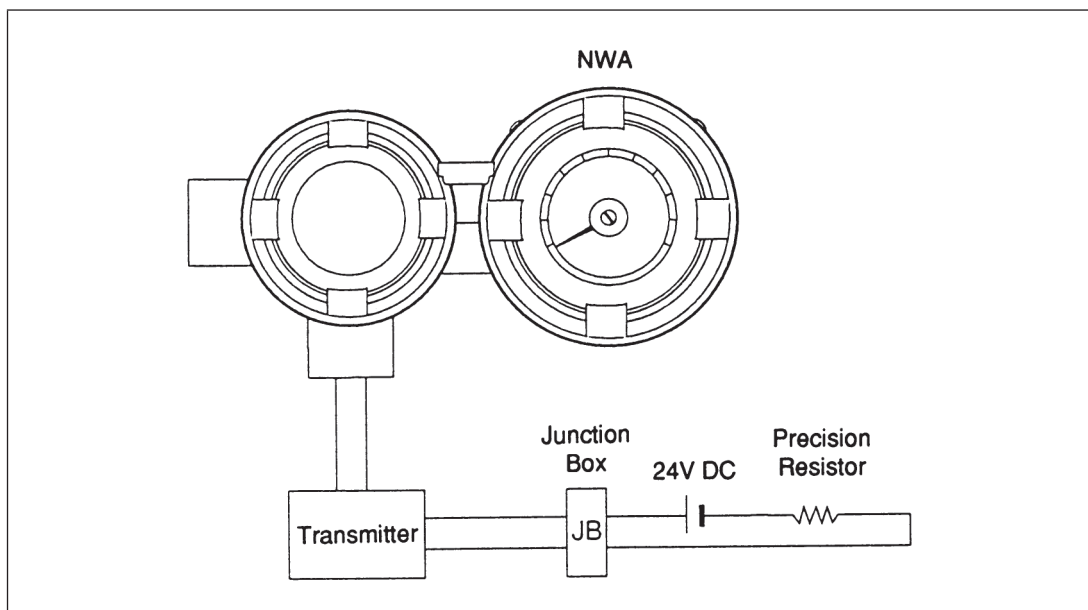 NWA
Junction
Box
24V DC
Precision
Resistor
Transmitter
JB